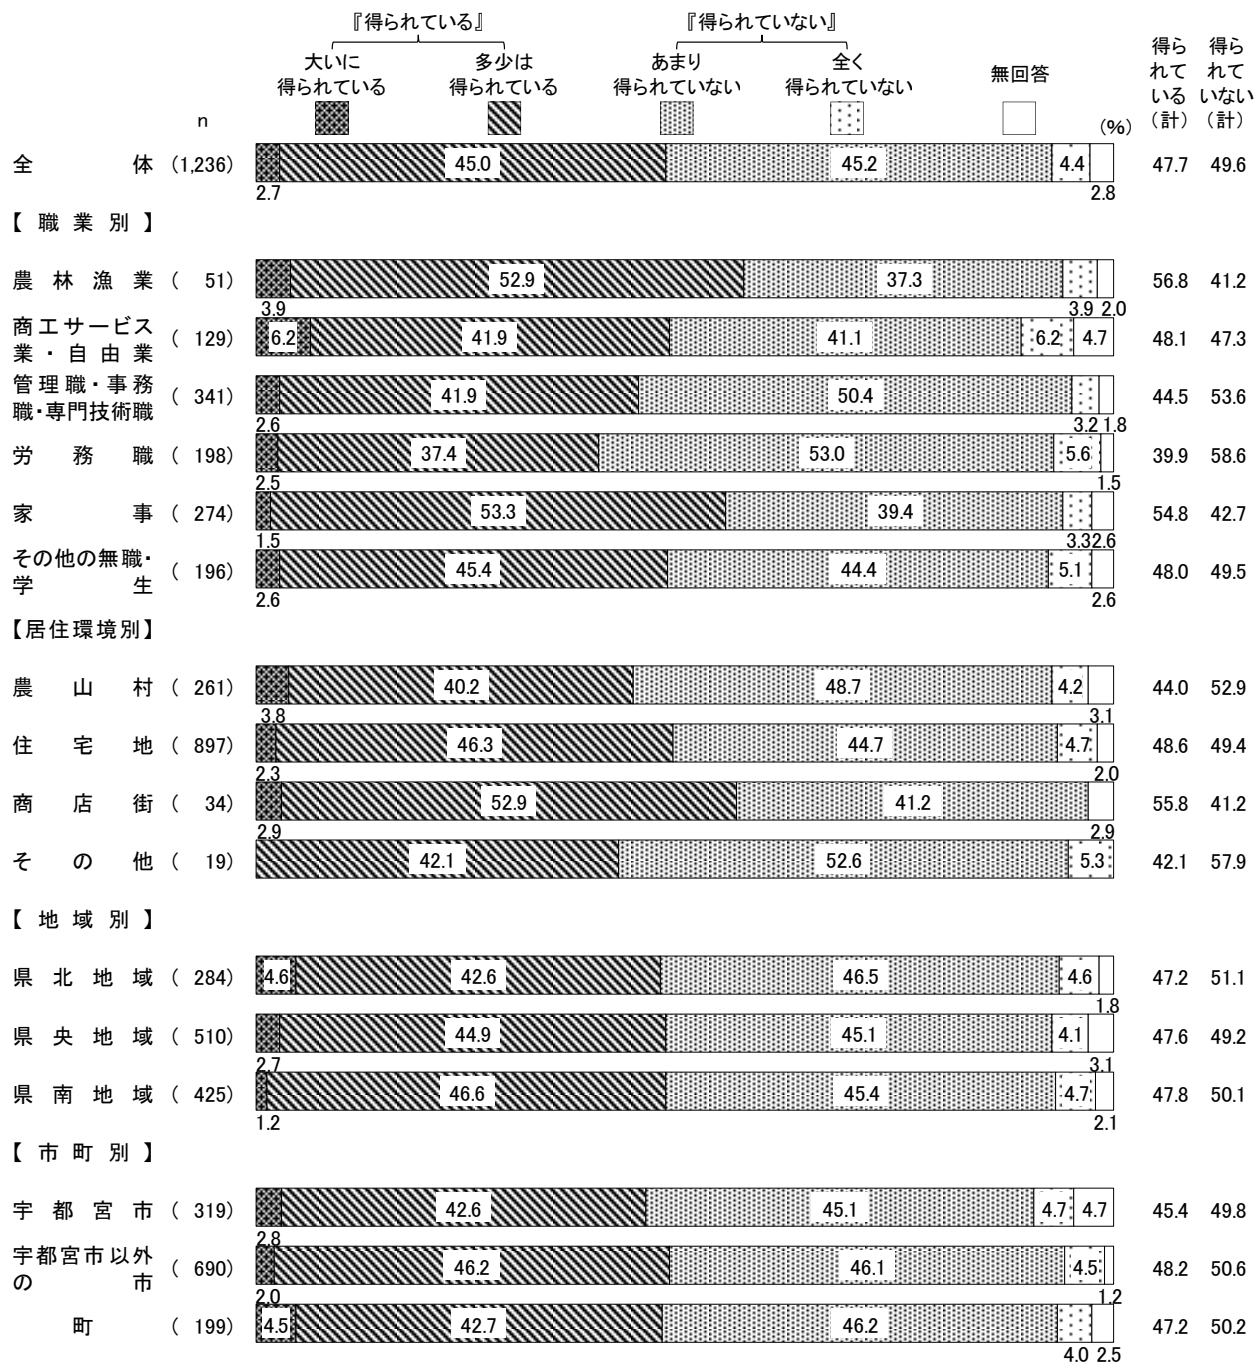 『得られている』 『得られていない』
大いに 多少は あまり 全く
得られている 得られている 得られていない 得られていない 無回答
得ら 得ら
れて れて
いる いない
(計) (計)
n (%)
全体 (1,236) 45.0 45.2 4.4 47.7 49.6
2.7 2.8
【職業別】
農林漁業 (51) 52.9 37.3 56.8 41.2
3.9 3.9 2.0
商工サービス
業・自由業 (129) 6.2 41.9 41.1 6.2 4.7 48.1 47.3
管理職・事務
職・専門技術職 (341) 41.9 50.4 44.5 53.6
2.6 3.2 1.8
労務職 (198) 37.4 53.0 5.6 39.9 58.6
2.5 1.5
家事 (274) 53.3 39.4 54.8 42.7
1.5 3.3 2.6
その他の無職・
学生 (196) 45.4 44.4 5.1 48.0 49.5
2.6 2.6
【居住環境別】
農山村 (261) 40.2 48.7 4.2 44.0 52.9
3.8 3.1
住宅地 (897) 46.3 44.7 4.7 48.6 49.4
2.3 2.0
商店街 (34) 52.9 41.2 55.8 41.2
2.9 2.9
その他 (19) 42.1 52.6 5.3 42.1 57.9
【地域別】
県北地域 (284) 4.6 42.6 46.5 4.6 47.2 51.1
1.8
県央地域 (510) 44.9 45.1 4.1 47.6 49.2
2.7 3.1
県南地域 (425) 46.6 45.4 4.7 47.8 50.1
1.2 2.1
【市町別】
宇都宮市 (319) 42.6 45.1 4.7 4.7 45.4 49.8
2.8
宇都宮市以外
の市 (690) 46.2 46.1 4.5 48.2 50.6
2.0 1.2
町 (199) 4.5 42.7 46.2 47.2 50.2
4.0 2.5